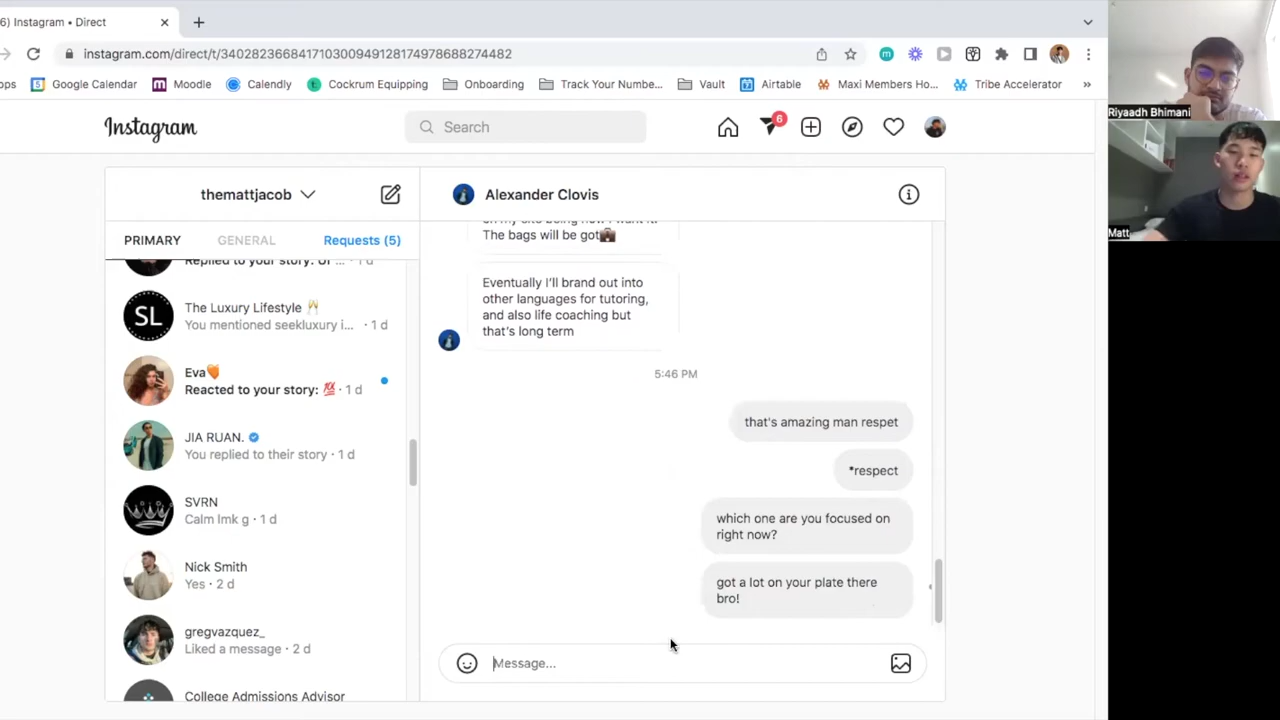 6) Instagram • Direct
instagram.com/direct/t/340282366841710300949128174978688274482
ops
Google Calendar
Moodle
Calendly
Cockrum Equipping
Onboarding
Track Your Numbe...
Vault
Airtable
Maxi Members Ho...
Tribe Accelerator
»
Instagram
Search
6
themattjacob
PRIMARY
GENERAL
Requests (5)
Replied to your story: Of ... · 1 d
SL
The Luxury Lifestyle 🥂
You mentioned seekluxury i... · 1 d
Eva🧡
Reacted to your story: 💯 · 1 d
JIA RUAN.
You replied to their story · 1 d
SVRN
Calm lmk g · 1 d
Nick Smith
Yes · 2 d
gregvazquez_
Liked a message · 2 d
College Admissions Advisor
Alexander Clovis
The bags will be got💼
Eventually I'll brand out into
other languages for tutoring,
and also life coaching but
that's long term
5:46 PM
that's amazing man respet
*respect
which one are you focused on
right now?
got a lot on your plate there
bro!
Message...
Riyaadh Bhimani
Matt